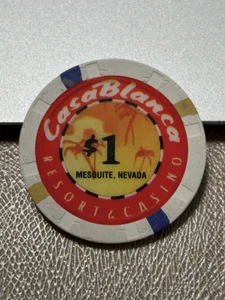 CasaBlanca
$1
MESQUITE, NEVADA
RESORT & CASINO